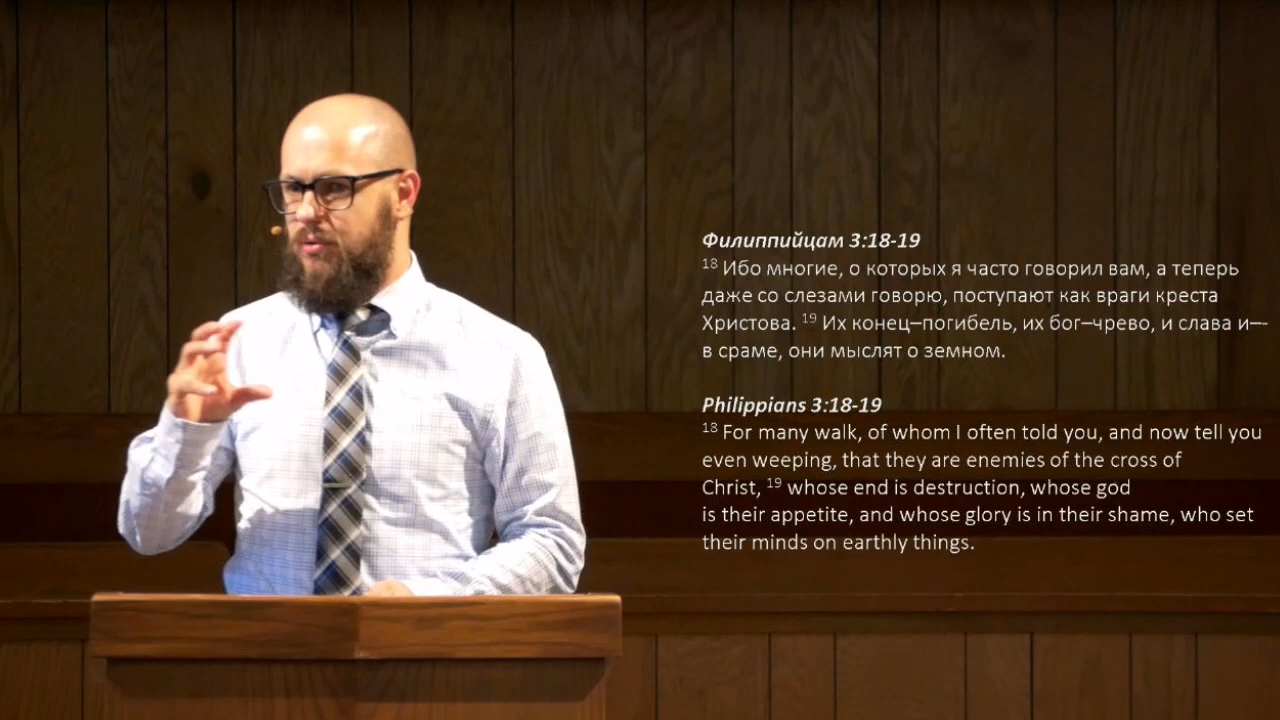 Филиппийцам 3:18-19
18 Ибо многие, о которых я часто говорил вам, а теперь
даже со слезами говорю, поступают как враги креста
Христова. 19 Их конец–погибель, их бог–чрево, и слава и–-
в сраме, они мыслят о земном.
Philippians 3:18-19
18 For many walk, of whom I often told you, and now tell you
even weeping, that they are enemies of the cross of
Christ, 19 whose end is destruction, whose god
is their appetite, and whose glory is in their shame, who set
their minds on earthly things.